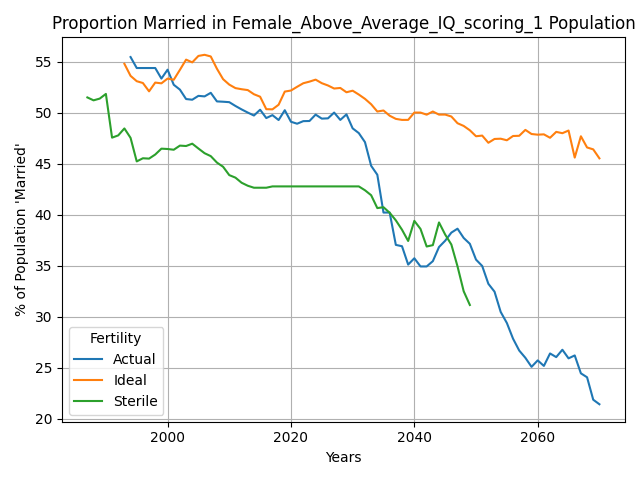 Proportion Married in Female_Above_Average_IQ_scoring_1 Population
% of Population 'Married'
55
50
45
40
35
30
25
20
Fertility
Actual
Ideal
Sterile
2000
2020
2040
2060
Years